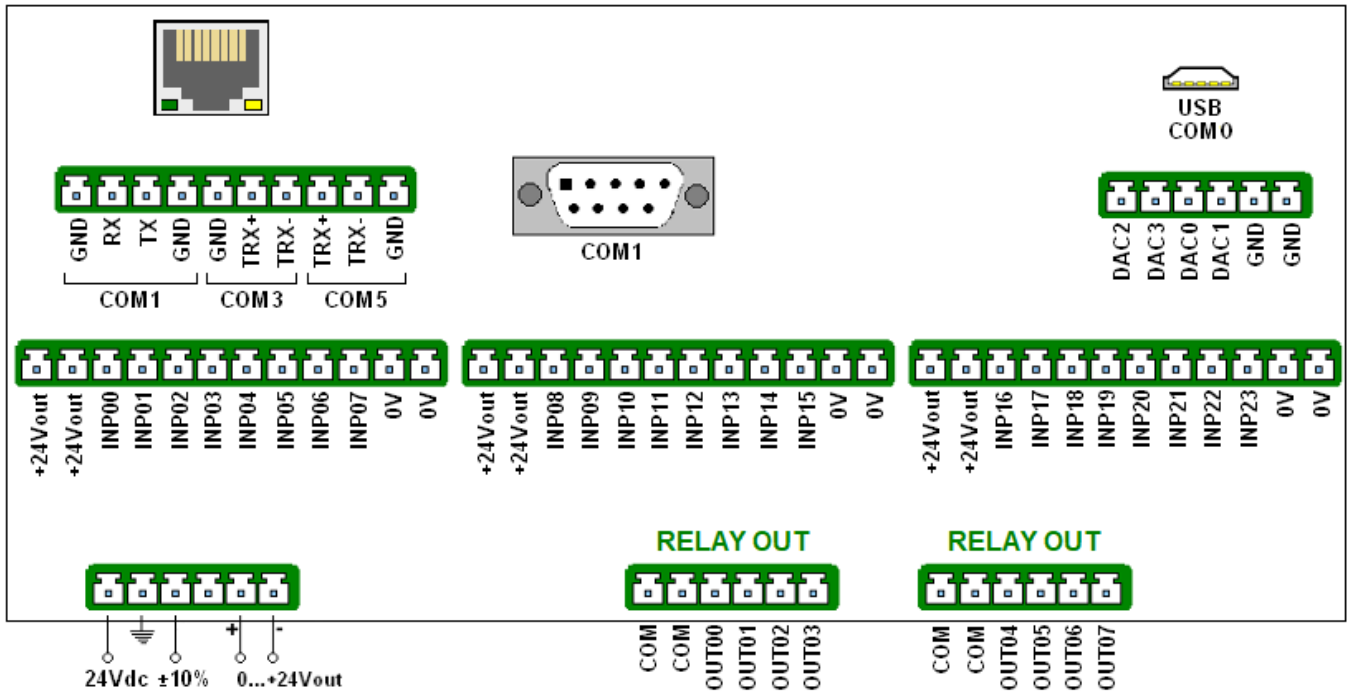 USB
COM0
GND RX TX GND GND TRX+ TRX- TRX+ TRX- GND
COM1 COM3 COM5
COM1
DAC2 DAC3 DAC0 DAC1 GND GND
+24Vout +24Vout INP00 INP01 INP02 INP03 INP04 INP05 INP06 INP07 0V 0V
+24Vout +24Vout INP08 INP09 INP10 INP11 INP12 INP13 INP14 INP15 0V 0V
+24Vout +24Vout INP16 INP17 INP18 INP19 INP20 INP21 INP22 INP23 0V 0V
RELAY OUT
RELAY OUT
+ -
24Vdc ±10% 0...+24Vout
COM COM OUT00 OUT01 OUT02 OUT03
COM COM OUT04 OUT05 OUT06 OUT07